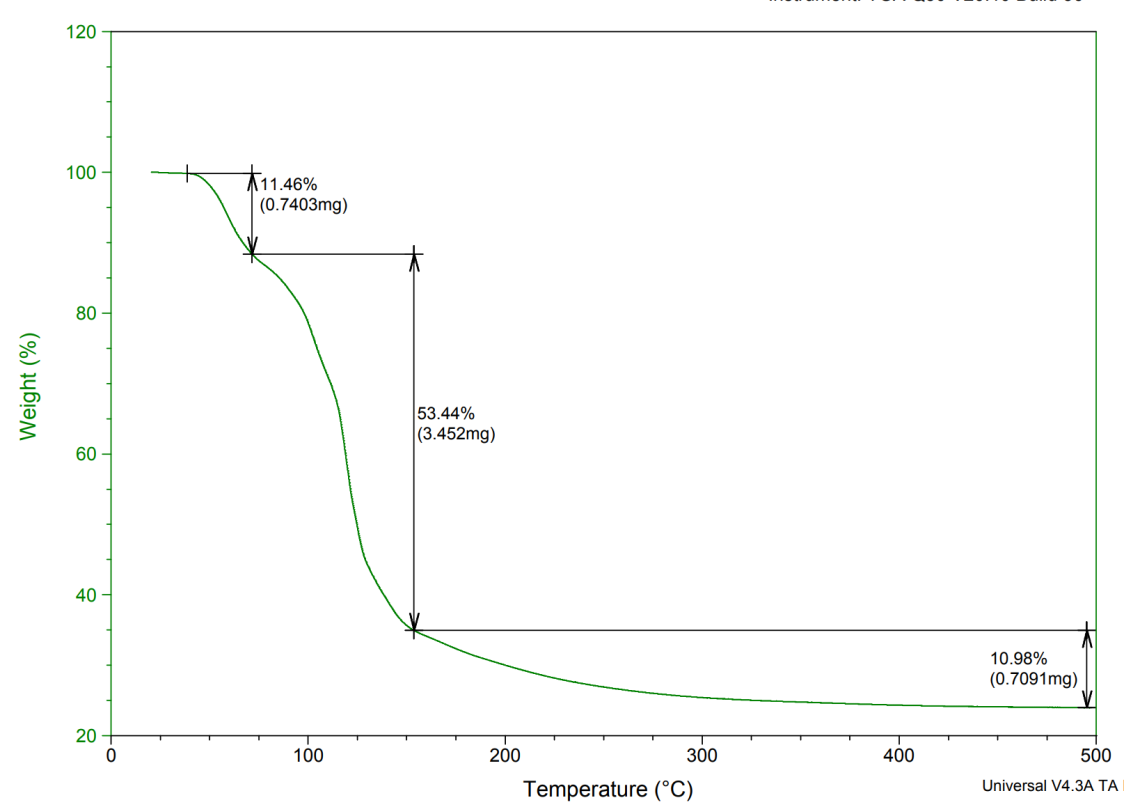 120
100
11.46%
(0.7403mg)
80
Weight (%)
53.44%
(3.452mg)
60
40
10.98%
(0.7091mg)
20
0 100 200 300 400 500
Temperature (°C)
Universal V4.3A TA